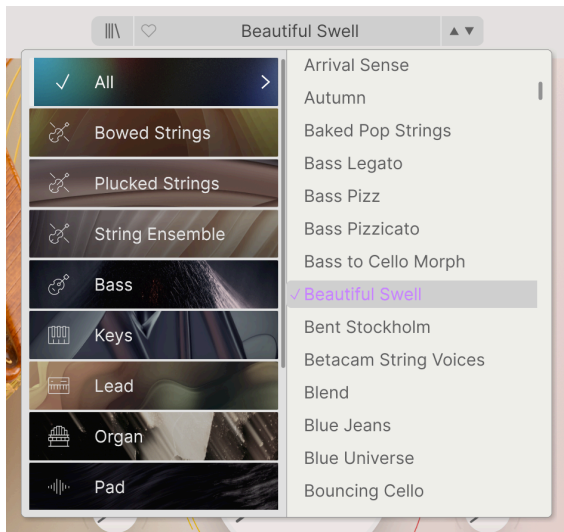 Beautiful Swell
All
Bowed Strings
Plucked Strings
String Ensemble
Bass
Keys
Lead
Organ
Pad
Arrival Sense
Autumn
Baked Pop Strings
Bass Legato
Bass Pizz
Bass Pizzicato
Bass to Cello Morph
Beautiful Swell
Bent Stockholm
Betacam String Voices
Blend
Blue Jeans
Blue Universe
Bouncing Cello